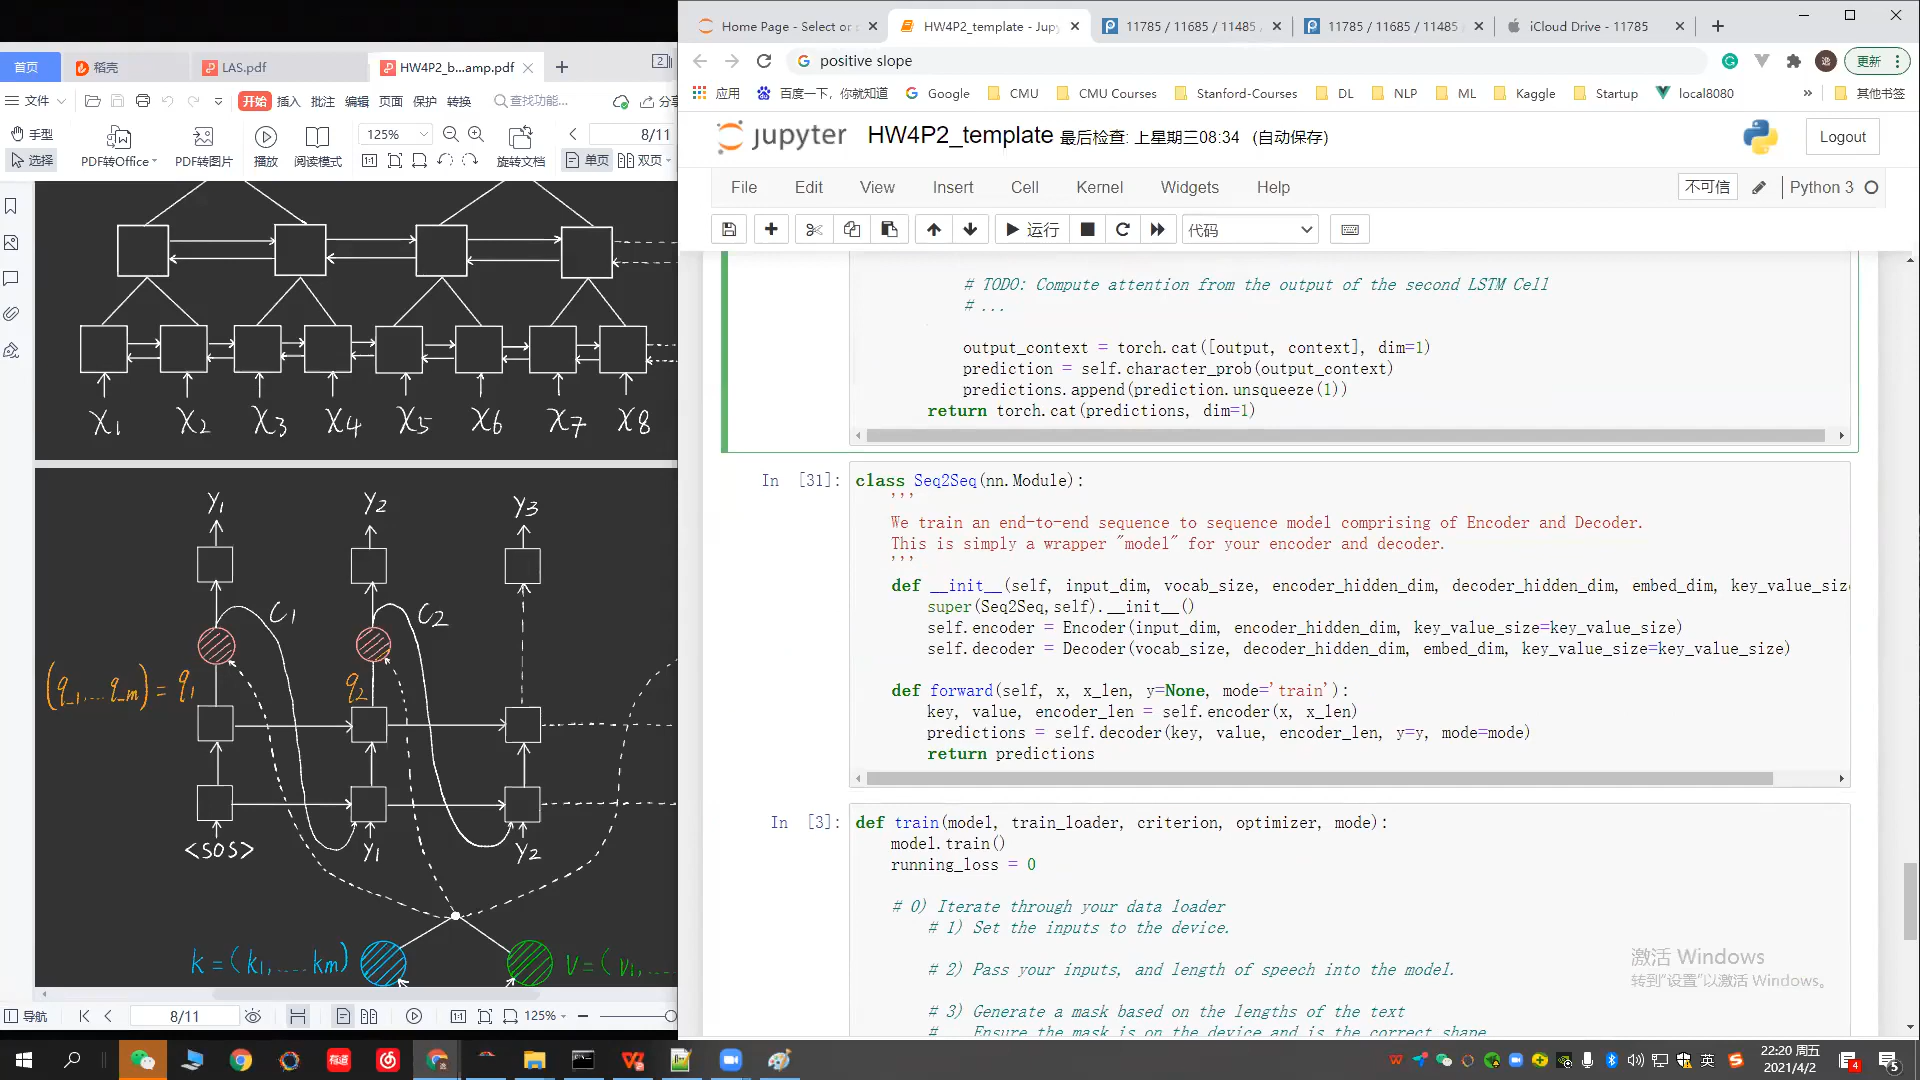 首页
稻壳
LAS.pdf
HW4P2_b...amp.pdf
文件
开始 插入 批注 编辑 页面 保护 转换 查找功能...
手型
选择
PDF转Office
PDF转图片
播放
阅读模式
125%
旋转文档
8/11
单页
双页
X1 X2 X3 X4 X5 X6 X7 X8
y1 y2 y3
C1 C2
(q_1,....q_m) = q1
q2
<SOS> y1 y2
k = (k1,.....km)
V = (v1,....
导航
8/11
125%
Home Page - Select or
HW4P2_template - Jupy
11785 / 11685 / 11485
11785 / 11685 / 11485
iCloud Drive - 11785
positive slope
更新
应用
百度一下，你就知道
Google
CMU
CMU Courses
Stanford-Courses
DL
NLP
ML
Kaggle
Startup
local8080
其他书签
jupyter HW4P2_template 最后检查: 上星期三08:34 (自动保存)
Logout
File Edit View Insert Cell Kernel Widgets Help
不可信
Python 3
运行
代码
# TODO: Compute attention from the output of the second LSTM Cell
# ...
output_context = torch.cat([output, context], dim=1)
prediction = self.character_prob(output_context)
predictions.append(prediction.unsqueeze(1))
return torch.cat(predictions, dim=1)
In [31]:
class Seq2Seq(nn.Module):
'''
We train an end-to-end sequence to sequence model comprising of Encoder and Decoder.
This is simply a wrapper "model" for your encoder and decoder.
'''
def __init__(self, input_dim, vocab_size, encoder_hidden_dim, decoder_hidden_dim, embed_dim, key_value_size
super(Seq2Seq,self).__init__()
self.encoder = Encoder(input_dim, encoder_hidden_dim, key_value_size=key_value_size)
self.decoder = Decoder(vocab_size, decoder_hidden_dim, embed_dim, key_value_size=key_value_size)
def forward(self, x, x_len, y=None, mode='train'):
key, value, encoder_len = self.encoder(x, x_len)
predictions = self.decoder(key, value, encoder_len, y=y, mode=mode)
return predictions
In [3]:
def train(model, train_loader, criterion, optimizer, mode):
model.train()
running_loss = 0
# 0) Iterate through your data loader
# 1) Set the inputs to the device.
# 2) Pass your inputs, and length of speech into the model.
# 3) Generate a mask based on the lengths of the text
# Ensure the mask is on the device and is the correct shape
激活 Windows
转到"设置"以激活 Windows。
英
22:20 周五
2021/4/2